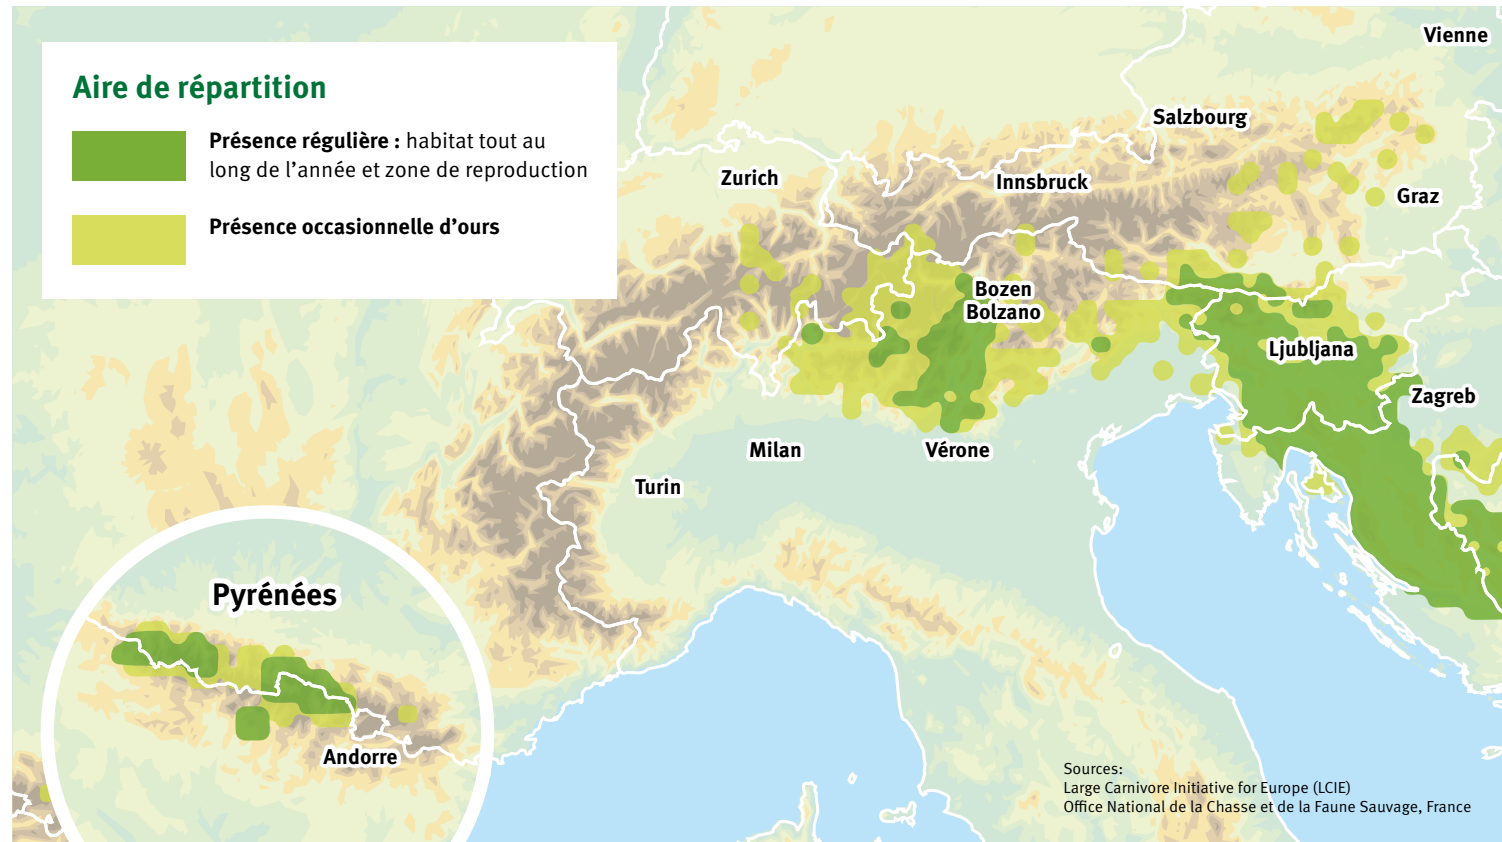 Aire de répartition
Présence régulière : habitat tout au
long de l’année et zone de reproduction
Présence occasionnelle d’ours
Vienne
Salzbourg
Zurich
Innsbruck
Graz
Bozen
Bolzano
Ljubljana
Zagreb
Milan
Vérone
Turin
Pyrénées
Andorre
Sources:
Large Carnivore Initiative for Europe (LCIE)
Office National de la Chasse et de la Faune Sauvage, France